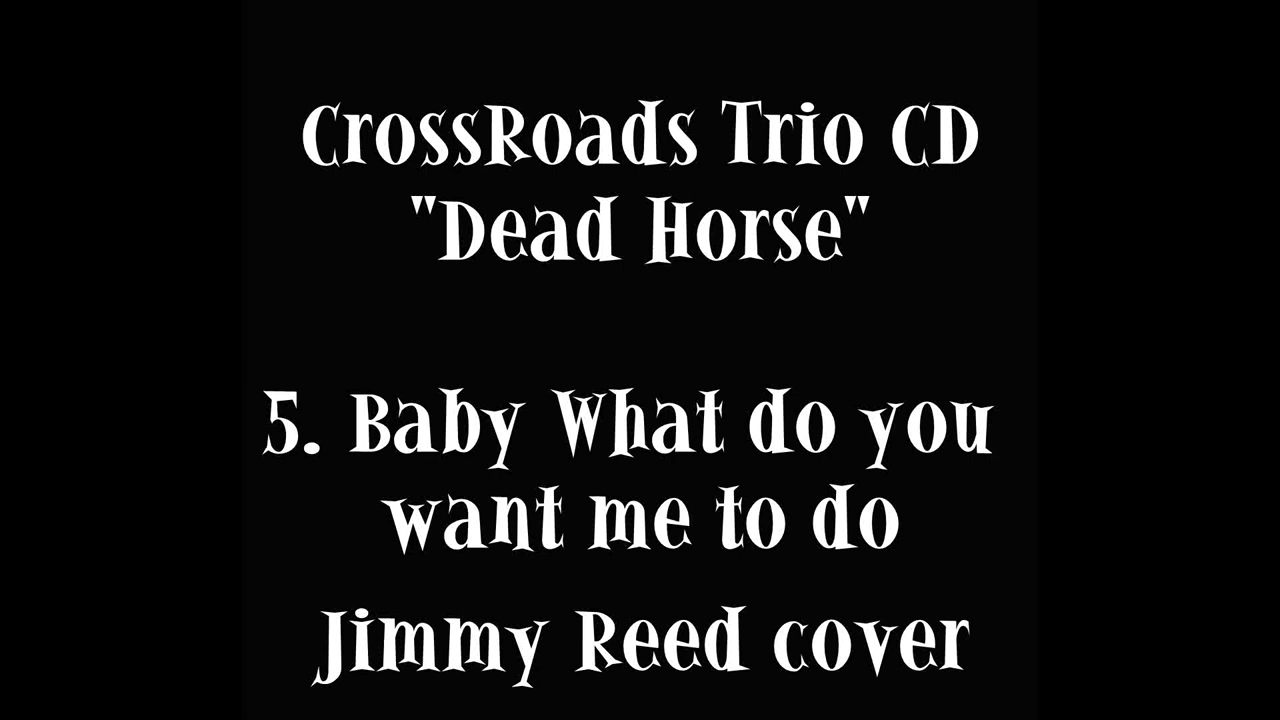 CrossRoads Trio CD
"Dead Horse"
5. Baby What do you
want me to do
Jimmy Reed cover